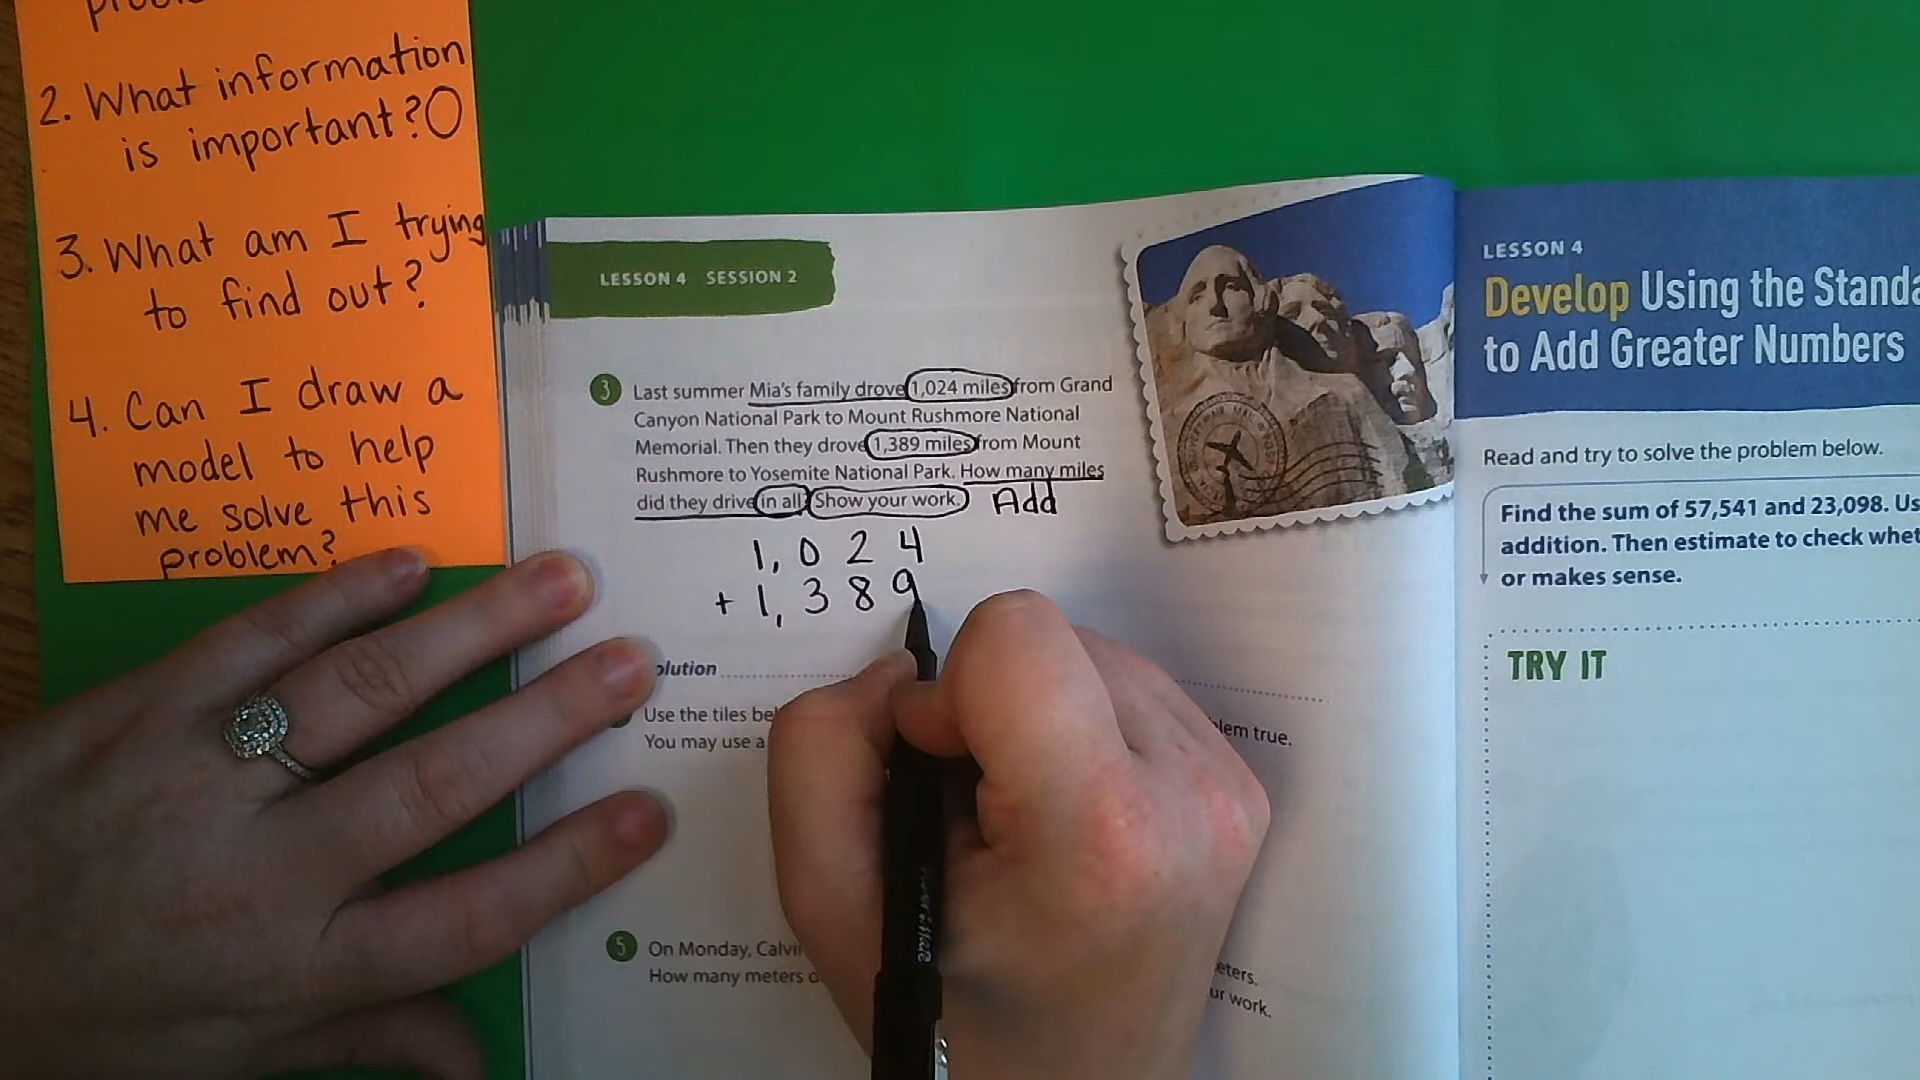 2. What information
is important?
3. What am I trying
to find out?
4. Can I draw a
model to help
me solve this
problem?
LESSON 4 SESSION 2
3 Last summer Mia's family drove 1,024 miles from Grand
Canyon National Park to Mount Rushmore National
Memorial. Then they drove 1,389 miles from Mount
Rushmore to Yosemite National Park. How many miles
did they drive in all? Show your work. Add
1,024
+ 1,389
olution
Use the tiles
You may use a
lem true.
5 On Monday,
How many meters
eters.
ur work.
LESSON 4
Develop Using the Standa
to Add Greater Numbers
Read and try to solve the problem below.
Find the sum of 57,541 and 23,098. Us
addition. Then estimate to check whet
or makes sense.
TRY IT